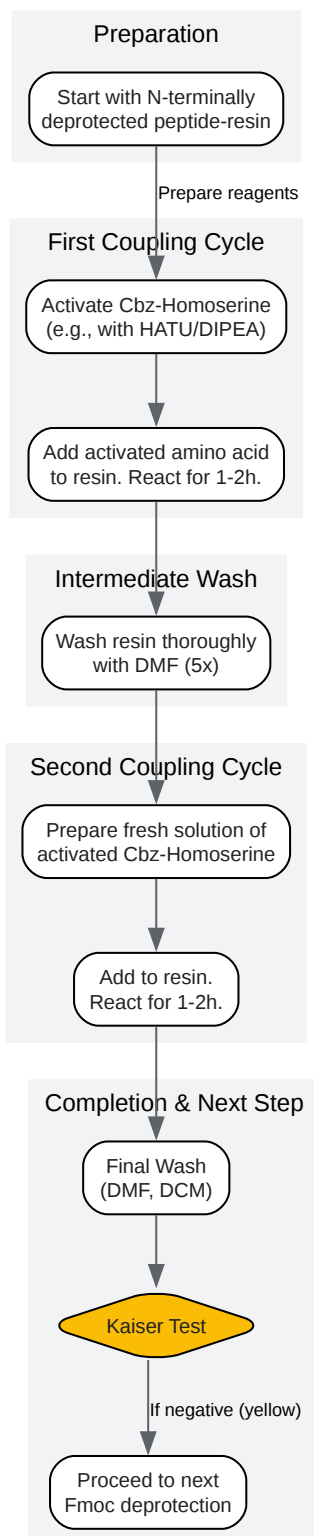 Preparation
Start with N-terminally
deprotected peptide-resin
Prepare reagents
First Coupling Cycle
Activate Cbz-Homoserine
(e.g., with HATU/DIPEA)
Add activated amino acid
to resin. React for 1-2h.
Intermediate Wash
Wash resin thoroughly
with DMF (5x)
Second Coupling Cycle
Prepare fresh solution of
activated Cbz-Homoserine
Add to resin.
React for 1-2h.
Completion & Next Step
Final Wash
(DMF, DCM)
Kaiser Test
If negative (yellow)
Proceed to next
Fmoc deprotection